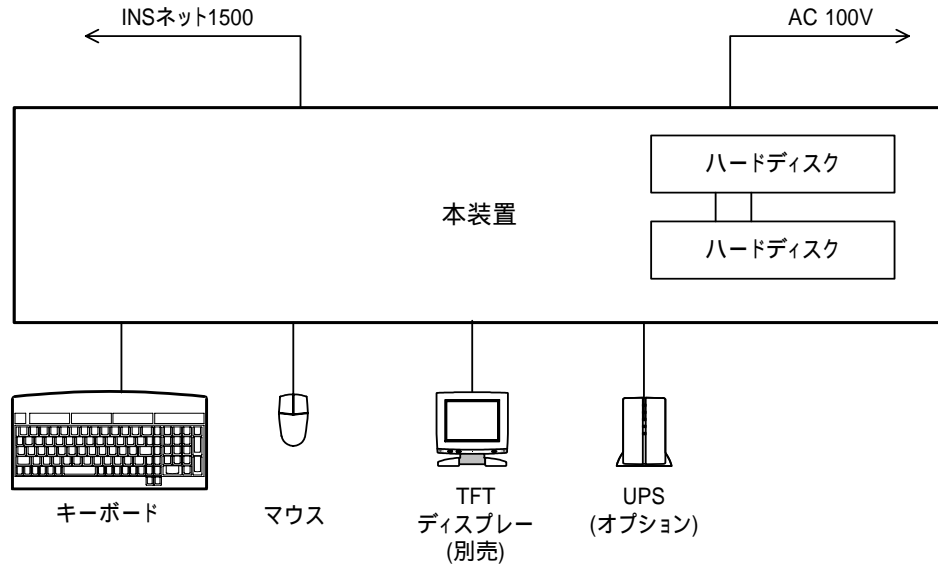 INSネット1500
AC 100V
ハードディスク
本装置
ハードディスク
キーボード
マウス
TFT
ディスプレー
(別売)
UPS
(オプション)